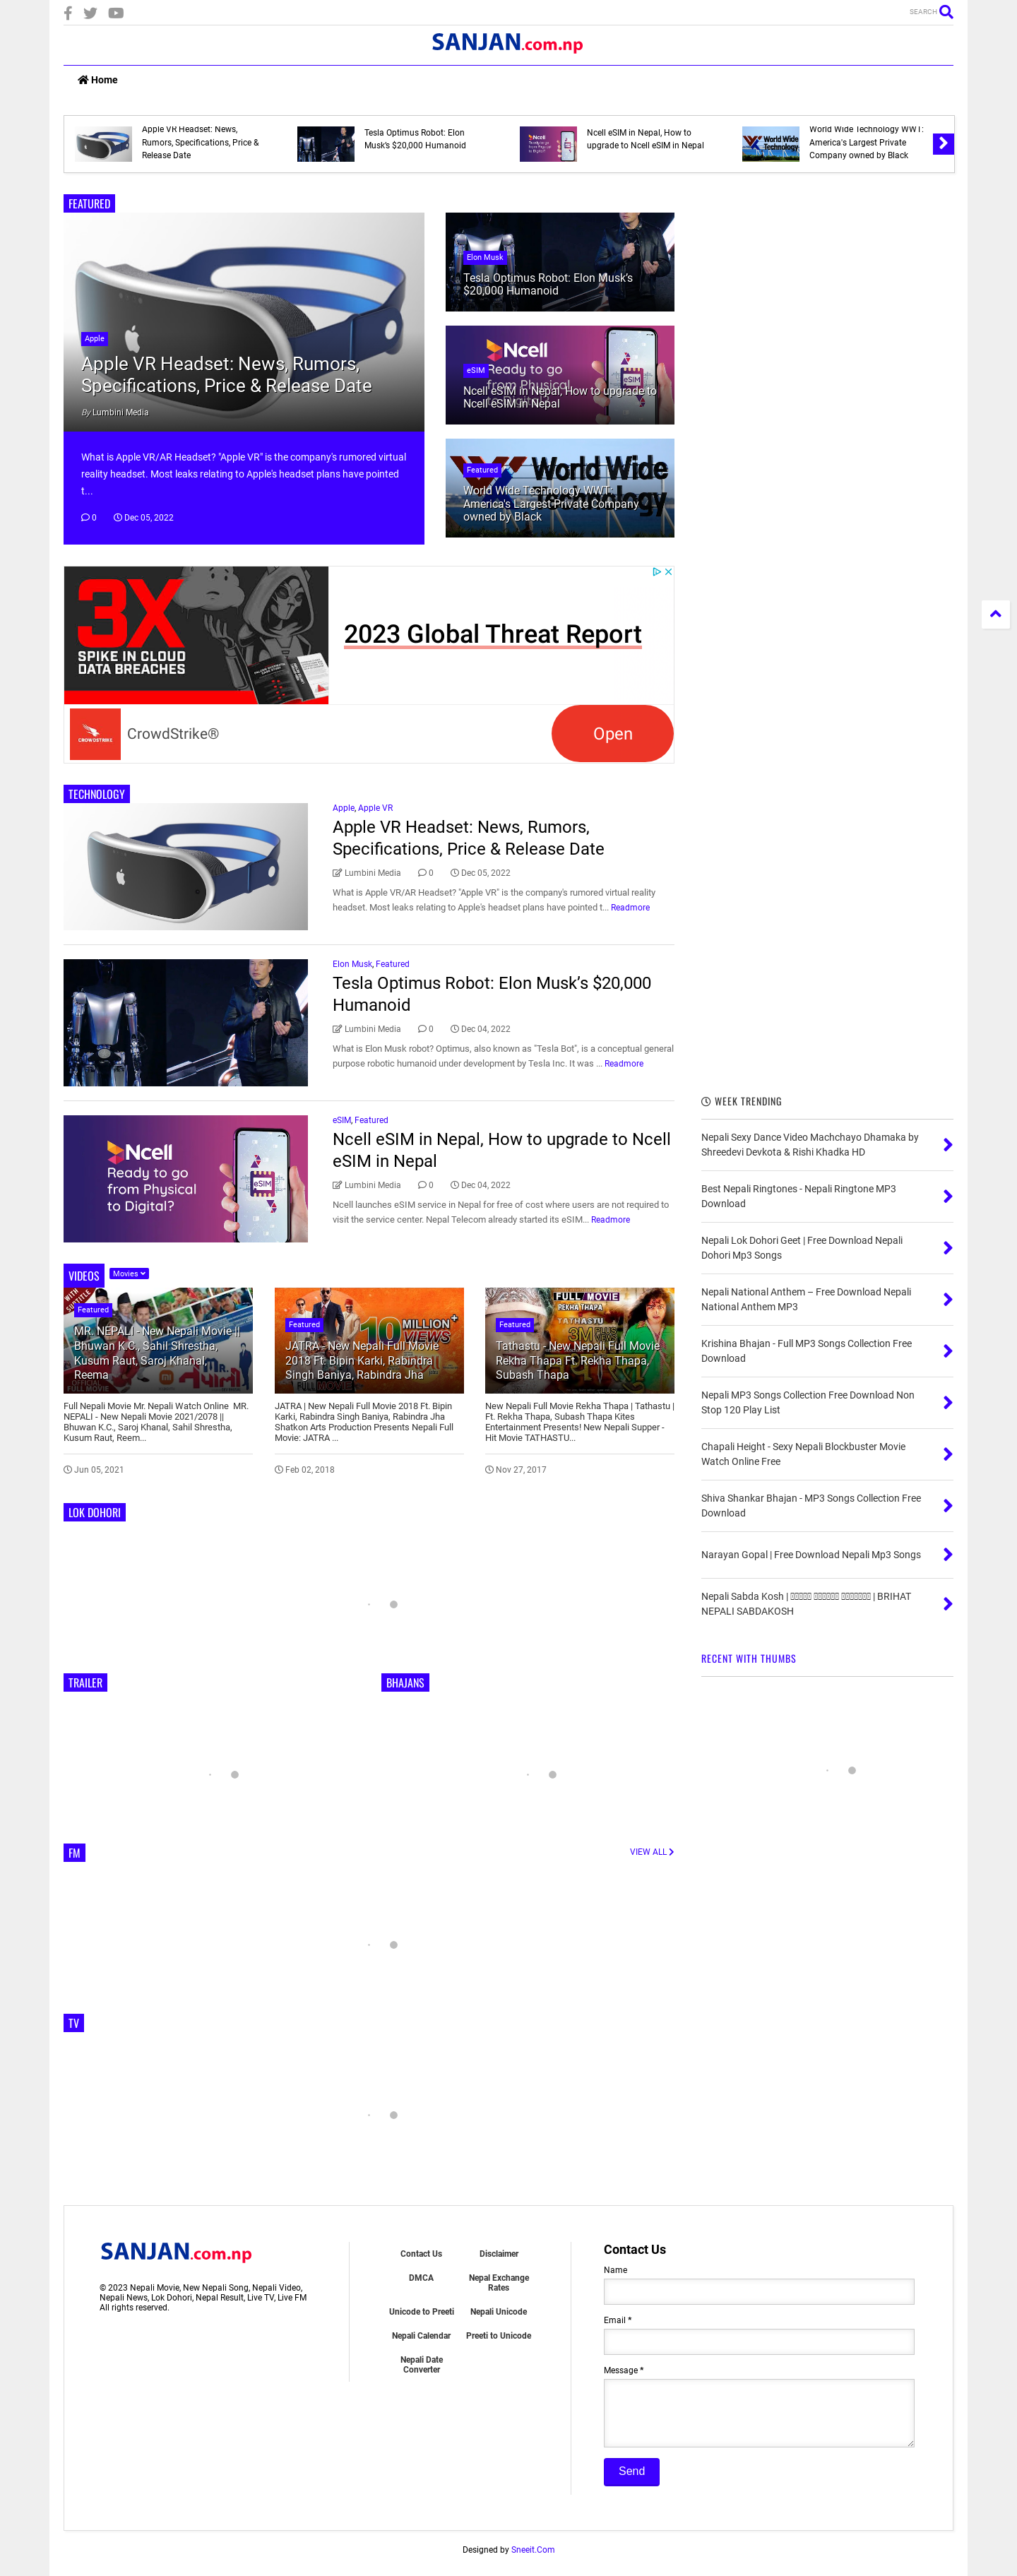 SEARCH
SANJAN.com.np
Home
Apple VR Headset: News,
Rumors, Specifications, Price &
Release Date
Tesla Optimus Robot: Elon
Musk’s $20,000 Humanoid
Ncell eSIM in Nepal, How to
upgrade to Ncell eSIM in Nepal
World Wide Technology WWT:
America's Largest Private
Company owned by Black
FEATURED
Apple
Apple VR Headset: News, Rumors,
Specifications, Price & Release Date
By Lumbini Media
What is Apple VR/AR Headset? "Apple VR" is the company's rumored virtual
reality headset. Most leaks relating to Apple's headset plans have pointed
t...
0 Dec 05, 2022
Elon Musk
Tesla Optimus Robot: Elon Musk’s
$20,000 Humanoid
Ncell
Ready to go
from Physical
eSIM
Ncell eSIM in Nepal, How to upgrade to
Ncell eSIM in Nepal
Featured
World Wide
Technology
World Wide Technology WWT:
America's Largest Private Company
owned by Black
3X
SPIKE IN CLOUD
DATA BREACHES
2023 Global Threat Report
CROWDSTRIKE
CrowdStrike®
Open
TECHNOLOGY
Apple, Apple VR
Apple VR Headset: News, Rumors,
Specifications, Price & Release Date
Lumbini Media 0 Dec 05, 2022
What is Apple VR/AR Headset? "Apple VR" is the company's rumored virtual reality
headset. Most leaks relating to Apple's headset plans have pointed t... Readmore
Elon Musk, Featured
Tesla Optimus Robot: Elon Musk’s $20,000
Humanoid
Lumbini Media 0 Dec 04, 2022
What is Elon Musk robot? Optimus, also known as "Tesla Bot", is a conceptual general
purpose robotic humanoid under development by Tesla Inc. It was ... Readmore
Ncell
Ready to go
from Physical
to Digital?
eSIM
eSIM, Featured
Ncell eSIM in Nepal, How to upgrade to Ncell
eSIM in Nepal
Lumbini Media 0 Dec 04, 2022
Ncell launches eSIM service in Nepal for free of cost where users are not required to
visit the service center. Nepal Telecom already started its eSIM... Readmore
VIDEOS
Movies
Featured
MR. NEPALI - New Nepali Movie ||
Bhuwan K.C., Sahil Shrestha,
Kusum Raut, Saroj Khanal,
Reema
Full Nepali Movie Mr. Nepali Watch Online MR.
NEPALI - New Nepali Movie 2021/2078 ||
Bhuwan K.C., Saroj Khanal, Sahil Shrestha,
Kusum Raut, Reem...
Jun 05, 2021
10 MILLION+
VIEWS
Featured
JATRA - New Nepali Full Movie
2018 Ft. Bipin Karki, Rabindra
Singh Baniya, Rabindra Jha
JATRA | New Nepali Full Movie 2018 Ft. Bipin
Karki, Rabindra Singh Baniya, Rabindra Jha
Shatkon Arts Production Presents Nepali Full
Movie: JATRA ...
Feb 02, 2018
FULL MOVIE
REKHA THAPA
TATHASTU
Featured
Tathastu - New Nepali Full Movie
Rekha Thapa Ft. Rekha Thapa,
Subash Thapa
New Nepali Full Movie Rekha Thapa | Tathastu |
Ft. Rekha Thapa, Subash Thapa Kites
Entertainment Presents! New Nepali Supper -
Hit Movie TATHASTU...
Nov 27, 2017
LOK DOHORI
TRAILER
BHAJANS
FM
VIEW ALL
TV
WEEK TRENDING
Nepali Sexy Dance Video Machchayo Dhamaka by
Shreedevi Devkota & Rishi Khadka HD
Best Nepali Ringtones - Nepali Ringtone MP3
Download
Nepali Lok Dohori Geet | Free Download Nepali
Dohori Mp3 Songs
Nepali National Anthem – Free Download Nepali
National Anthem MP3
Krishina Bhajan - Full MP3 Songs Collection Free
Download
Nepali MP3 Songs Collection Free Download Non
Stop 120 Play List
Chapali Height - Sexy Nepali Blockbuster Movie
Watch Online Free
Shiva Shankar Bhajan - MP3 Songs Collection Free
Download
Narayan Gopal | Free Download Nepali Mp3 Songs
Nepali Sabda Kosh | | BRIHAT
NEPALI SABDAKOSH
RECENT WITH THUMBS
SANJAN.com.np
© 2023 Nepali Movie, New Nepali Song, Nepali Video,
Nepali News, Lok Dohori, Nepal Result, Live TV, Live FM
All rights reserved.
Contact Us
Disclaimer
DMCA
Nepal Exchange
Rates
Unicode to Preeti
Nepali Unicode
Nepali Calendar
Preeti to Unicode
Nepali Date
Converter
Contact Us
Name
Email *
Message *
Send
Designed by Sneeit.Com